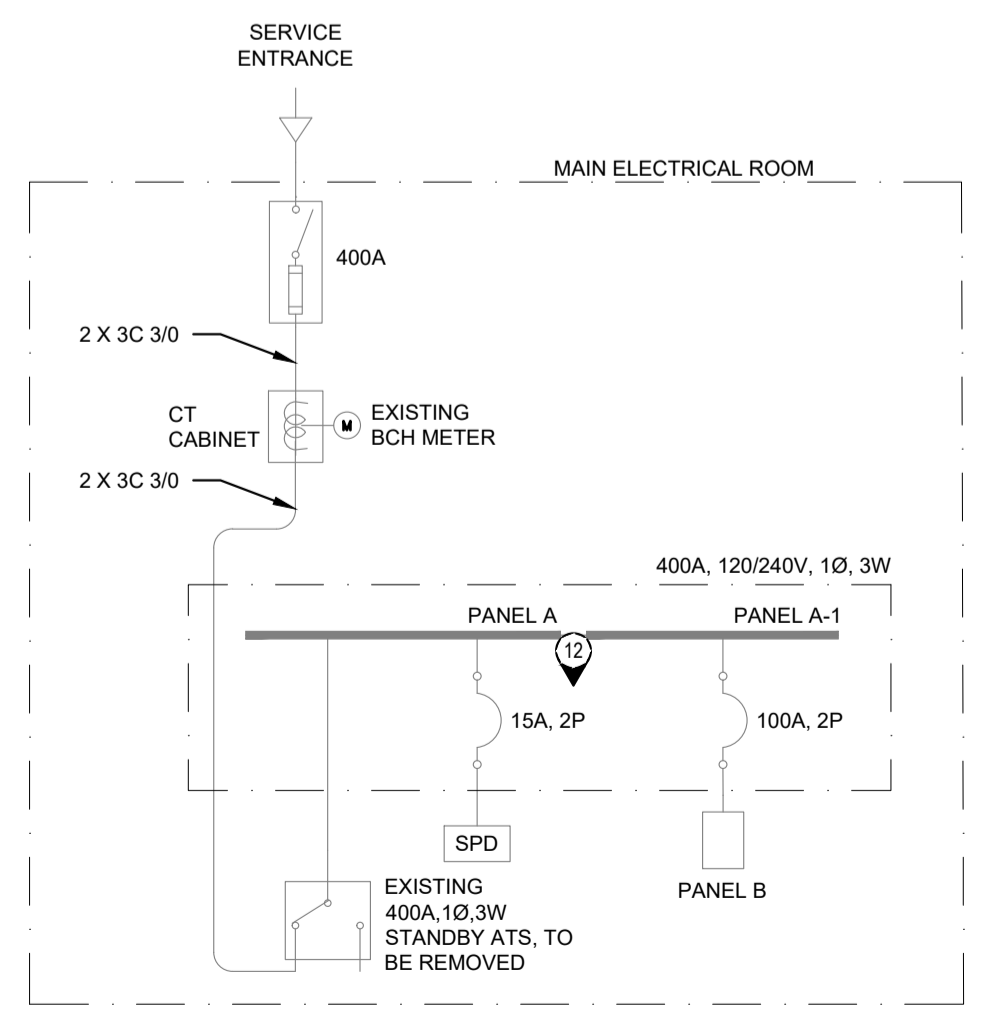 SERVICE
ENTRANCE
MAIN ELECTRICAL ROOM
400A
2 X 3C 3/0
CT
CABINET
M
EXISTING
BCH METER
2 X 3C 3/0
400A, 120/240V, 1Ø, 3W
PANEL A
PANEL A-1
12
15A, 2P
100A, 2P
SPD
PANEL B
EXISTING
400A,1Ø,3W
STANDBY ATS, TO
BE REMOVED